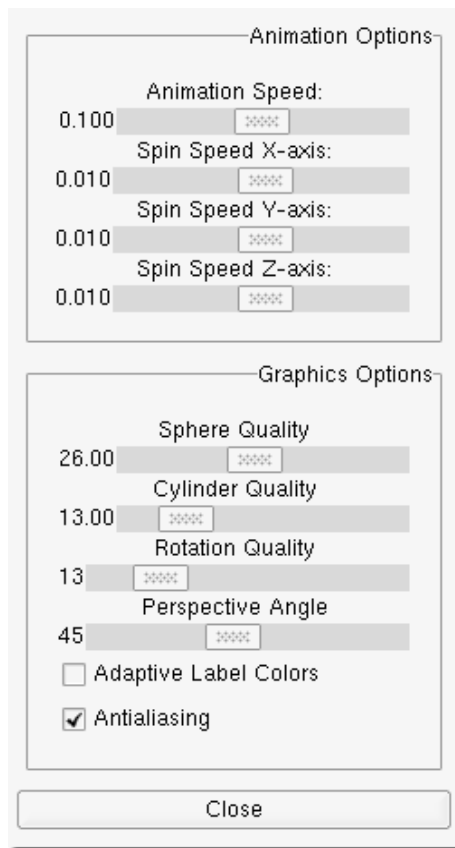 Animation Options
Animation Speed:
0.100
Spin Speed X-axis:
0.010
Spin Speed Y-axis:
0.010
Spin Speed Z-axis:
0.010
Graphics Options
Sphere Quality
26.00
Cylinder Quality
13.00
Rotation Quality
13
Perspective Angle
45
Adaptive Label Colors
Antialiasing
Close